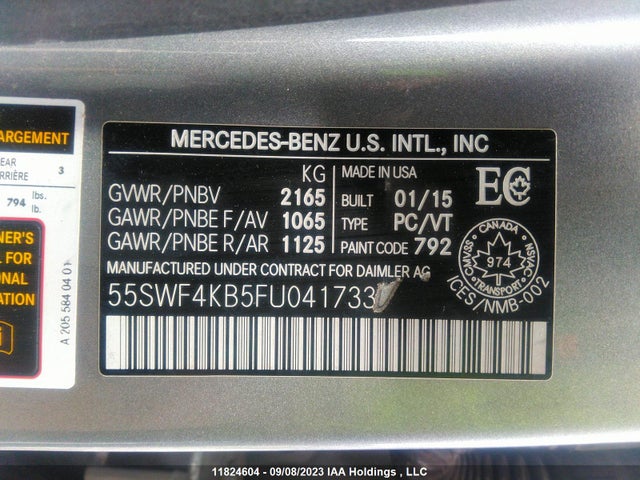 ARGEMENT
EAR 3
RRIÈRE
794 lbs.
lb.
NER'S
FOR
ONAL
ATION
A 205 584 04 01
MERCEDES-BENZ U.S. INTL., INC
KG
GVWR/PNBV 2165
GAWR/PNBE F/AV 1065
GAWR/PNBE R/AR 1125
MADE IN USA
BUILT 01/15
TYPE PC/VT
PAINT CODE 792
EC
CANADA
974
TRANSPORT
SSVMC
NSVAC
ICES/NMB-002
MANUFACTURED UNDER CONTRACT FOR DAIMLER AG
55SWF4KB5FU041733
11824604 - 09/08/2023 IAA Holdings , LLC